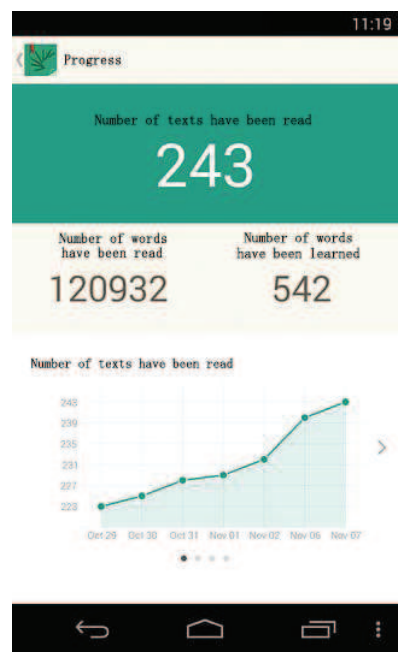 11:19
Progress
Number of texts have been read
243
Number of words
have been read
120932
Number of words
have been learned
542
Number of texts have been read
243
239
235
231
227
223
Oct 29 Oct 30 Oct 31 Nov 01 Nov 02 Nov 06 Nov 07